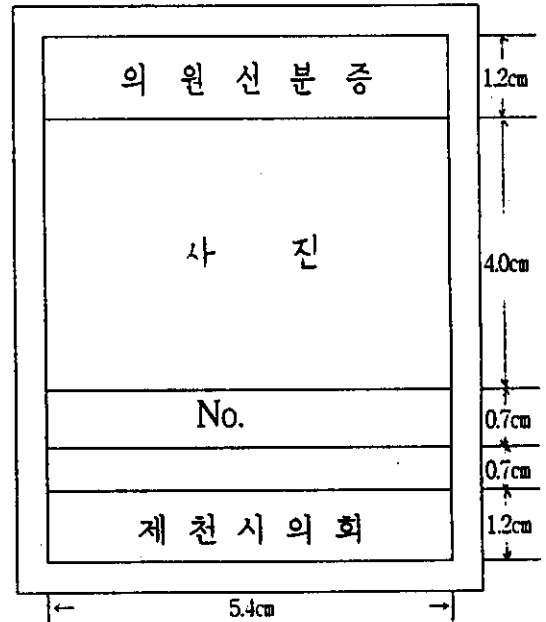 의 원 신 분 증
1.2cm
사 진
4.0cm
No.
0.7cm
0.7cm
제 천 시 의 회
1.2cm
5.4cm